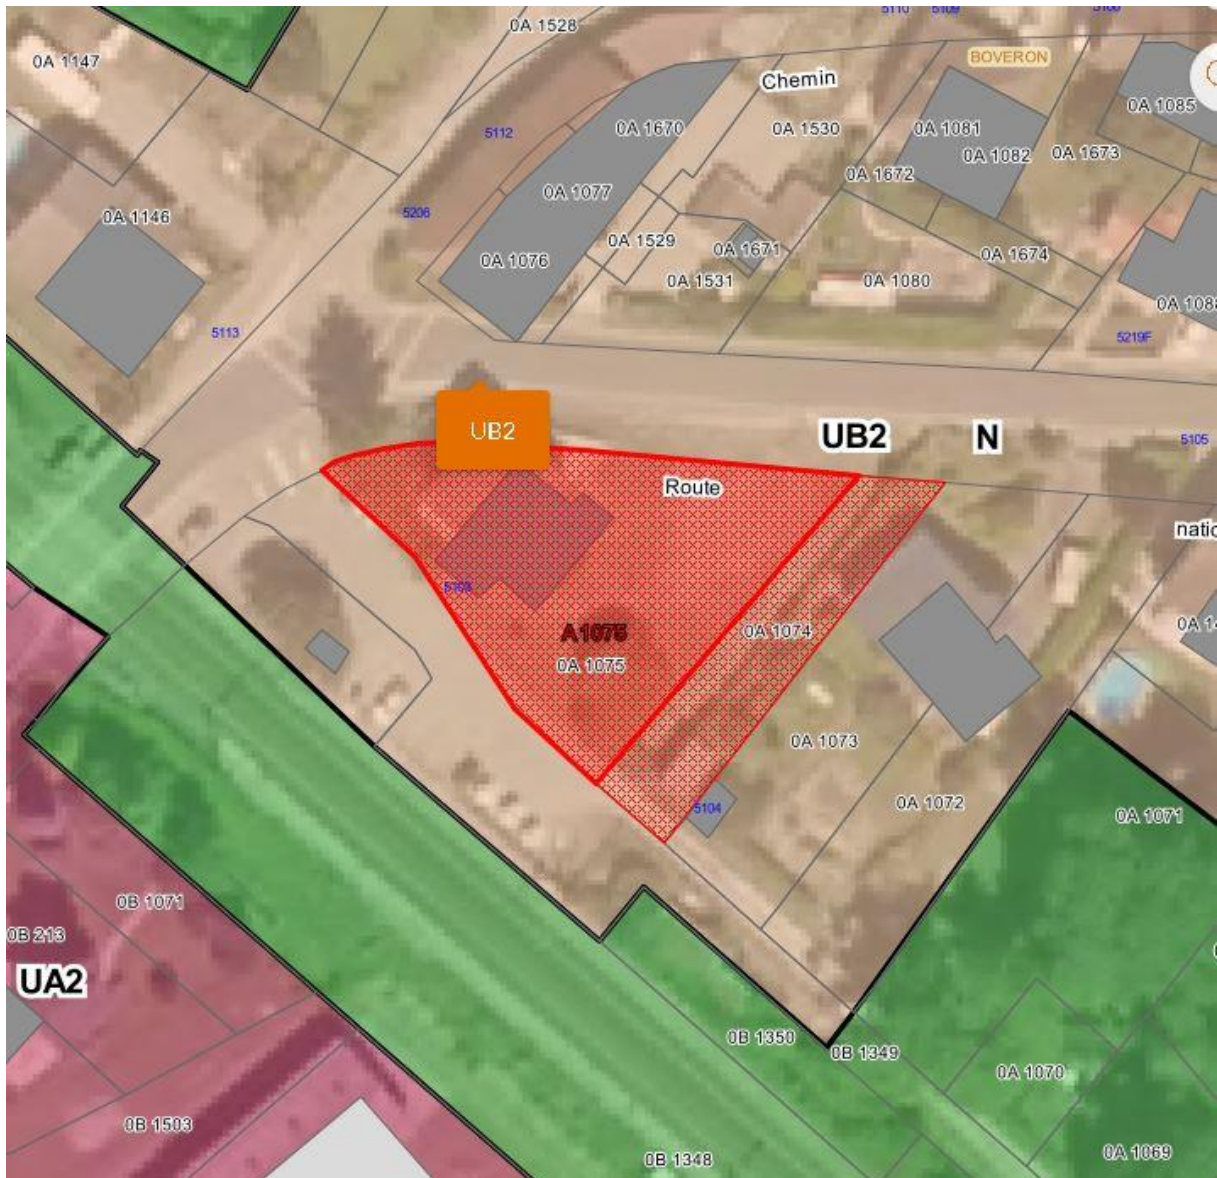 5110
5109
5108
0A 1528
0A 1147
BOVERON
Chemin
0A 1085
5112
0A 1670
0A 1530
0A 1081
0A 1082
0A 1673
0A 1672
0A 1077
0A 1146
5206
0A 1529
0A 1671
0A 1674
0A 1076
0A 1531
0A 1080
0A 108
5113
5219F
UB2
UB2
N
5105
Route
natio
5103
0A 1074
0A 14
A1075
0A 1075
0A 1073
5104
0A 1072
0A 1071
0B 1071
0B 213
UA2
0B 1350
0B 1349
0A 1070
0B 1503
0B 1348
0A 1069